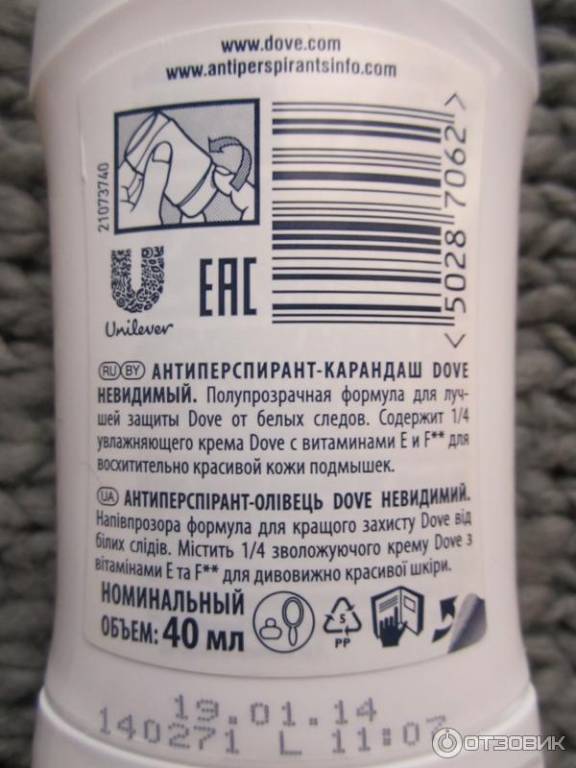 www.dove.com
www.antiperspirantsinfo.com
21073740
<5028 7062>
Unilever
EAC
RU BY АНТИПЕРСПИРАНТ-КАРАНДАШ DOVE
НЕВИДИМЫЙ. Полупрозрачная формула для луч-
шей защиты Dove от белых следов. Содержит 1/4
увлажняющего крема Dove с витаминами Е и F** для
восхитительно красивой кожи подмышек.
UA АНТИПЕРСПІРАНТ-ОЛІВЕЦЬ DOVE НЕВИДИМИЙ.
Напівпрозора формула для кращого захисту Dove від
білих слідів. Містить 1/4 зволожуючого крему Dove з
вітамінами Е та F** для дивовижно красивої шкіри.
НОМИНАЛЬНЫЙ
ОБЪЕМ: 40 мл
5
PP
19.01.14
140271 L 11:07
ОТЗОВИК